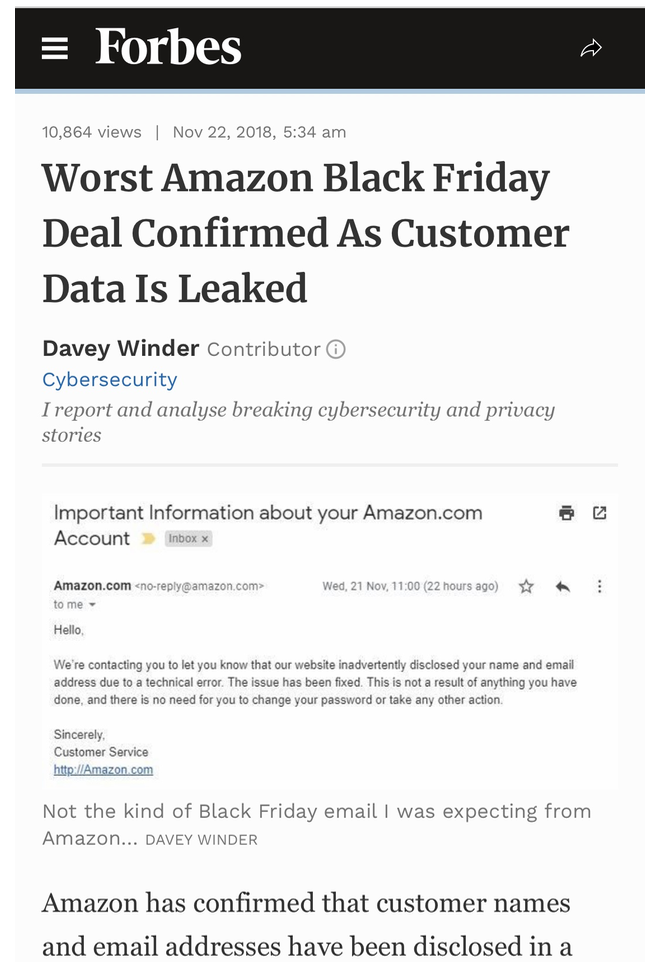 Forbes
10,864 views | Nov 22, 2018, 5:34 am
Worst Amazon Black Friday
Deal Confirmed As Customer
Data Is Leaked
Davey Winder Contributor
Cybersecurity
I report and analyse breaking cybersecurity and privacy
stories
Important Information about your Amazon.com
Account Inbox x
Amazon.com <no-reply@amazon.com> Wed, 21 Nov, 11:00 (22 hours ago)
to me
Hello,
We're contacting you to let you know that our website inadvertently disclosed your name and email
address due to a technical error. The issue has been fixed. This is not a result of anything you have
done, and there is no need for you to change your password or take any other action.
Sincerely,
Customer Service
http://Amazon.com
Not the kind of Black Friday email I was expecting from
Amazon... DAVEY WINDER
Amazon has confirmed that customer names
and email addresses have been disclosed in a